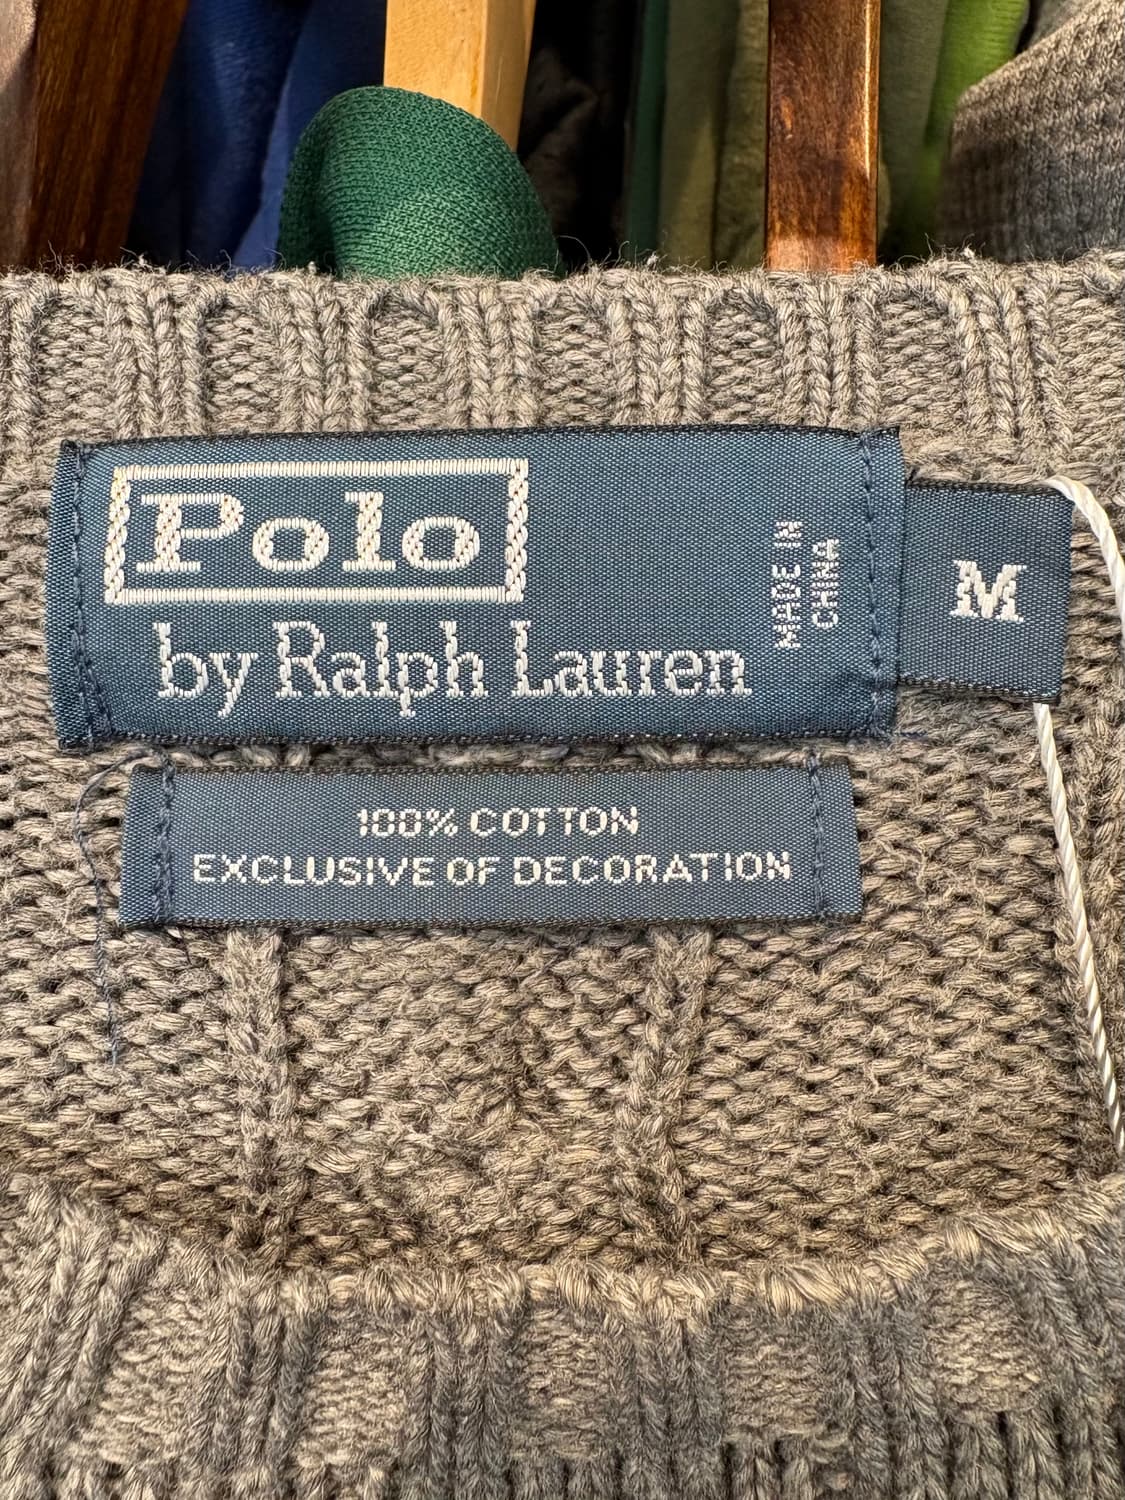 Polo
by Ralph Lauren
MADE IN
CHINA
M
100% COTTON
EXCLUSIVE OF DECORATION